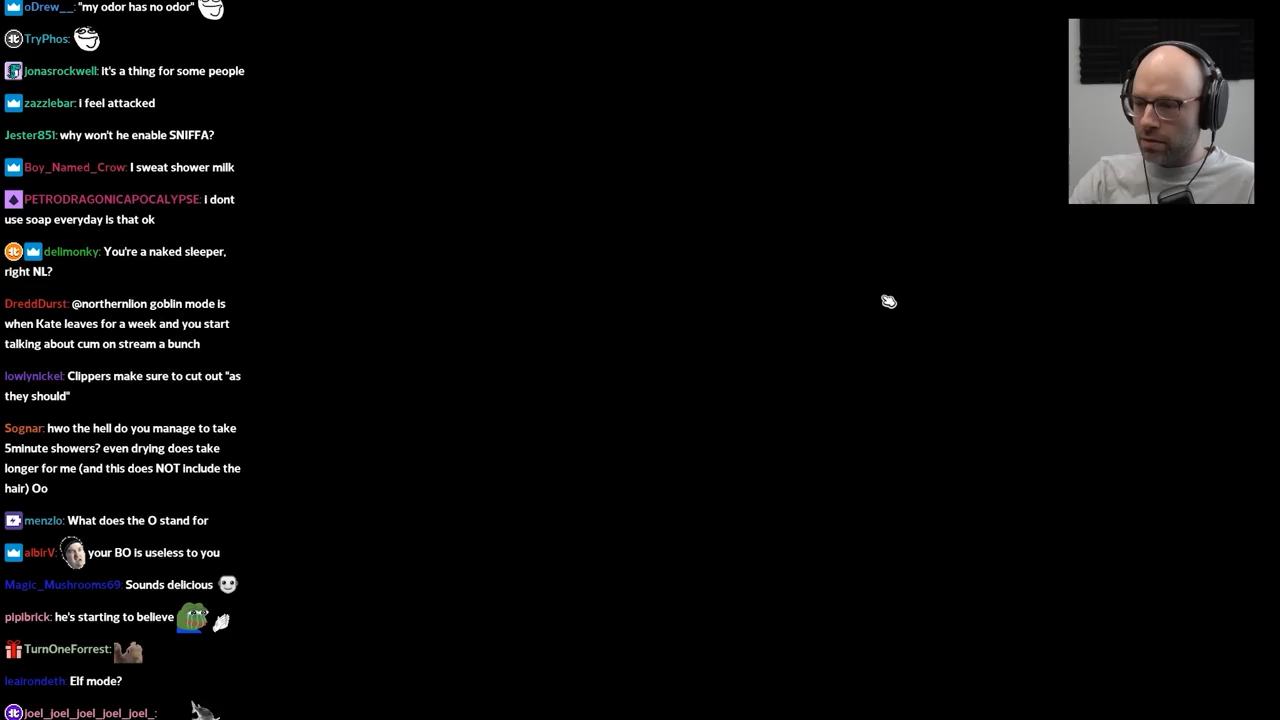 oDrew__: "my odor has no odor"
TryPhos:
jonasrockwell: it's a thing for some people
zazzlebar: i feel attacked
Jester851: why won't he enable SNIFFA?
Boy_Named_Crow: I sweat shower milk
PETRODRAGONICAPOCALYPSE: i dont
use soap everyday is that ok
delimonky: You're a naked sleeper,
right NL?
DreddDurst: @northernlion goblin mode is
when Kate leaves for a week and you start
talking about cum on stream a bunch
lowlynickel: Clippers make sure to cut out "as
they should"
Sognar: hwo the hell do you manage to take
5minute showers? even drying does take
longer for me (and this does NOT include the
hair) Oo
menzlo: What does the O stand for
albirV: your BO is useless to you
Magic_Mushrooms69: Sounds delicious
pipibrick: he's starting to believe
TurnOneForrest:
leairondeth: Elf mode?
joel_joel_joel_joel_joel_: